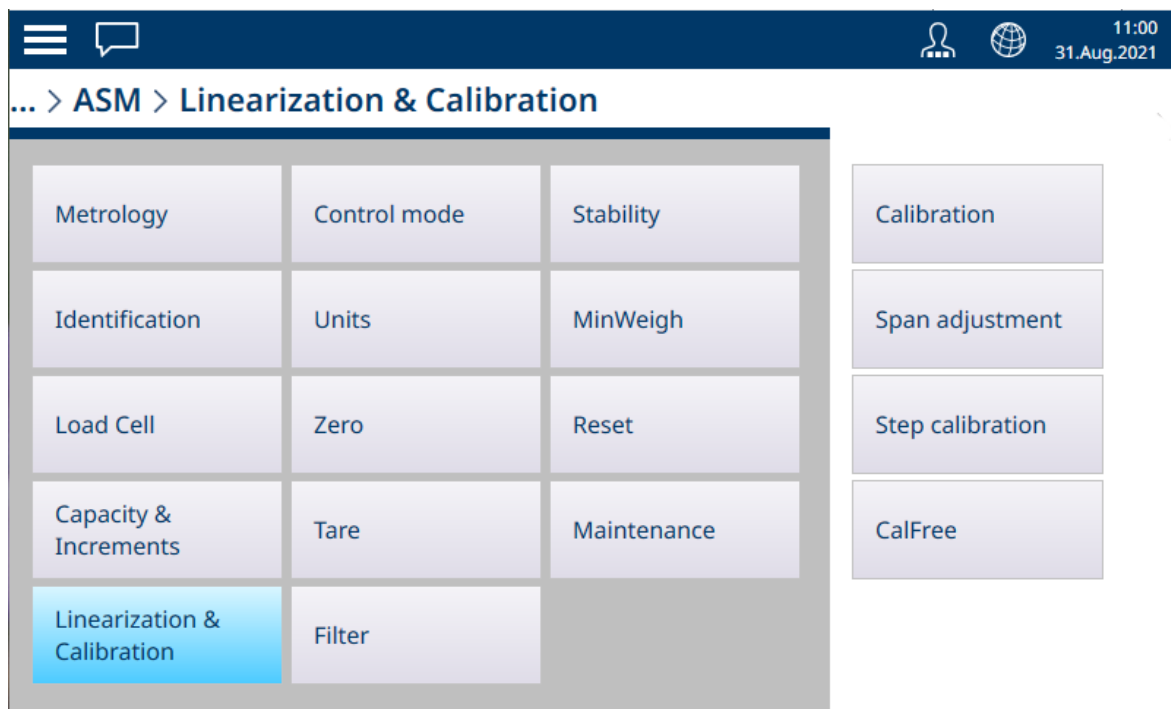 11:00
31.Aug.2021
... > ASM > Linearization & Calibration
Metrology
Control mode
Stability
Calibration
Identification
Units
MinWeigh
Span adjustment
Load Cell
Zero
Reset
Step calibration
Capacity &
Increments
Tare
Maintenance
CalFree
Linearization &
Calibration
Filter